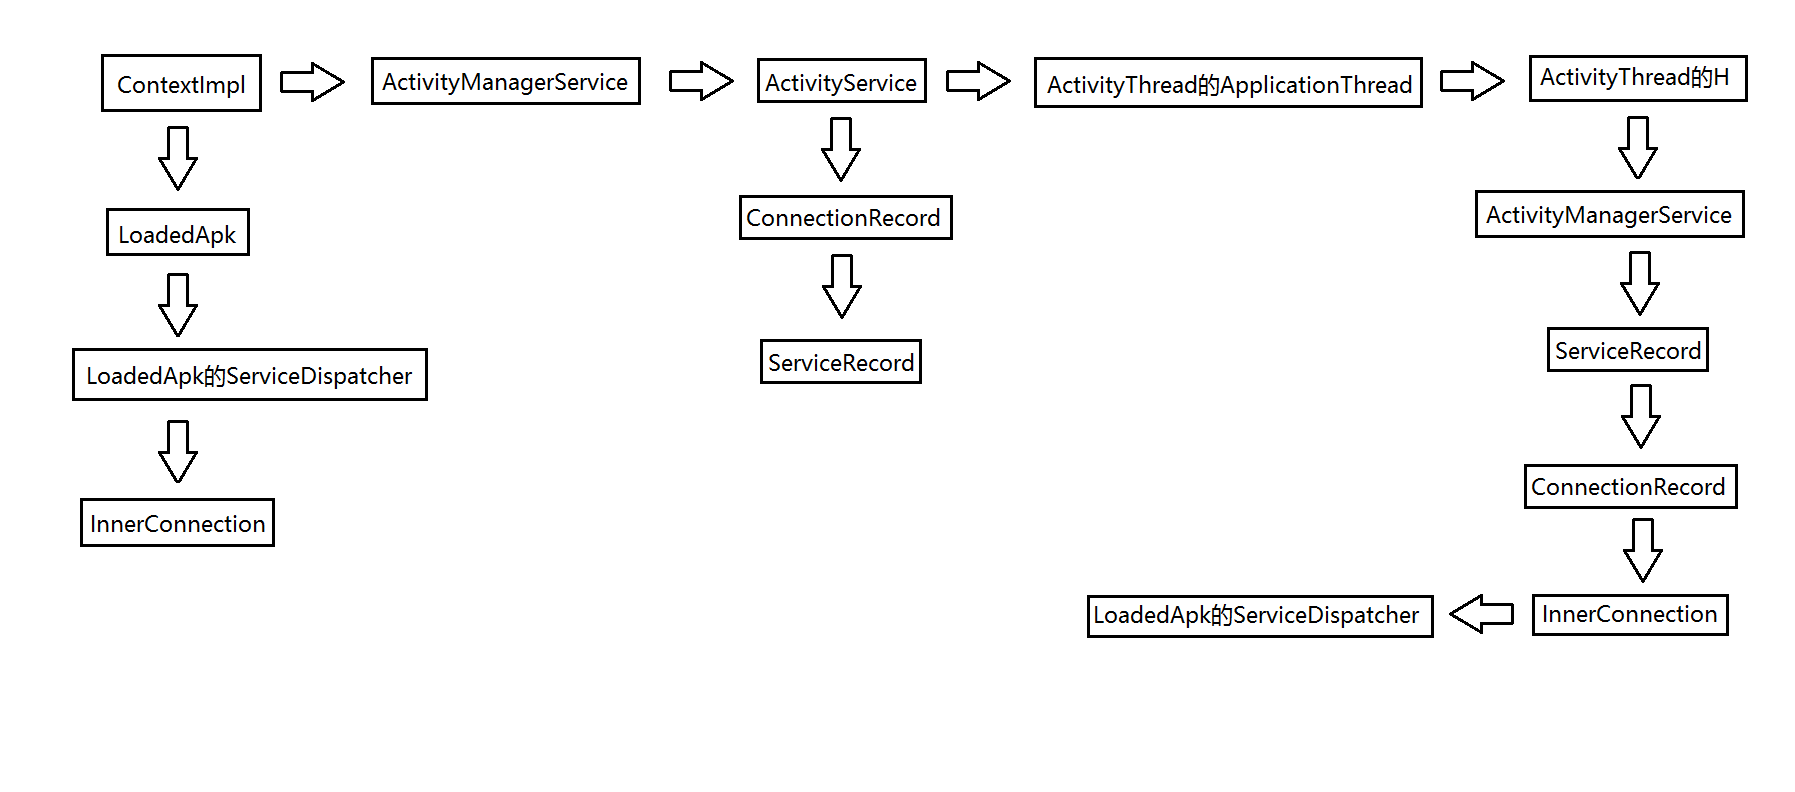 ContextImpl
ActivityManagerService
ActivityService
ActivityThread的ApplicationThread
ActivityThread的H
LoadedApk
ConnectionRecord
ActivityManagerService
LoadedApk的ServiceDispatcher
ServiceRecord
ServiceRecord
InnerConnection
ConnectionRecord
LoadedApk的ServiceDispatcher
InnerConnection